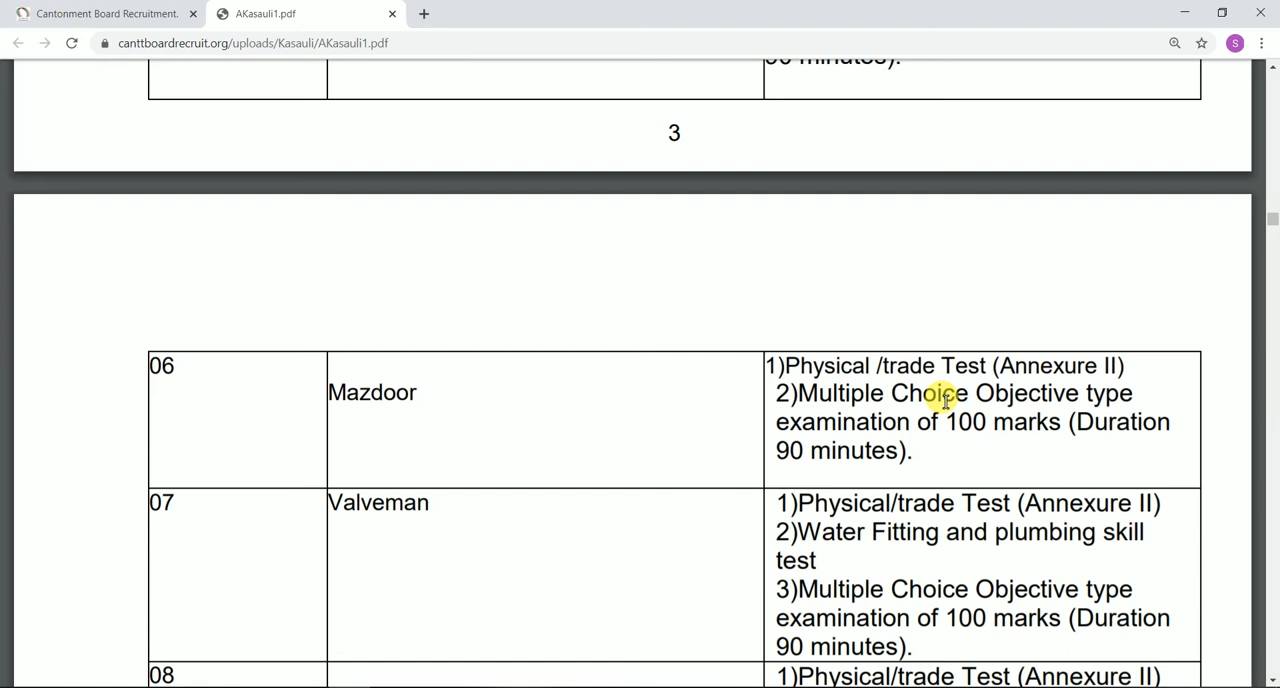 Cantonment Board Recruitment.
AKasauli1.pdf
canttboardrecruit.org/uploads/Kasauli/AKasauli1.pdf
S
90 minutes).
3
06
Mazdoor
1)Physical /trade Test (Annexure II)
2)Multiple Choice Objective type
examination of 100 marks (Duration
90 minutes).
07
Valveman
1)Physical/trade Test (Annexure II)
2)Water Fitting and plumbing skill
test
3)Multiple Choice Objective type
examination of 100 marks (Duration
90 minutes).
08
1)Physical/trade Test (Annexure II)